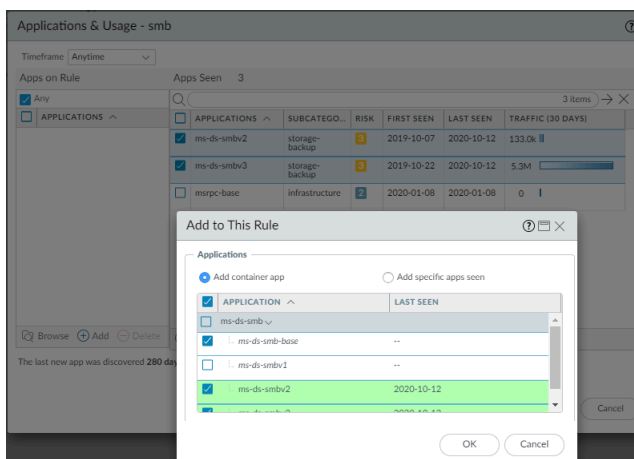 Applications & Usage - smb
Timeframe Anytime
Apps on Rule
Apps Seen 3
Any
3 items
APPLICATIONS
APPLICATIONS SUBCATEGO... RISK FIRST SEEN LAST SEEN TRAFFIC (30 DAYS)
ms-ds-smbv2 storage-backup 3 2019-10-07 2020-10-12 133.0k
ms-ds-smbv3 storage-backup 3 2019-10-22 2020-10-12 5.3M
msrpc-base infrastructure 2 2020-01-08 2020-01-08 0
Add to This Rule
Applications
Add container app Add specific apps seen
APPLICATION LAST SEEN
ms-ds-smb
ms-ds-smb-base --
ms-ds-smbv1 --
ms-ds-smbv2 2020-10-12
2020-10-12
Browse Add Delete
The last new app was discovered 280
Cancel
OK Cancel